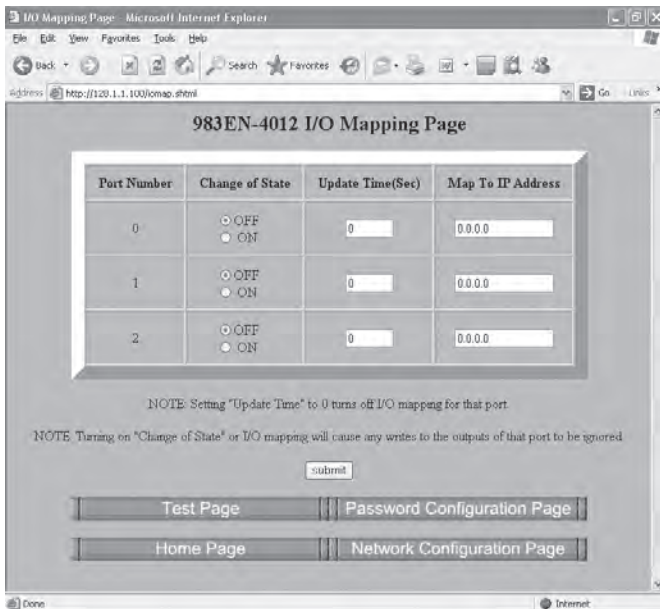 I/O Mapping Page - Microsoft Internet Explorer
File Edit View Favorites Tools Help
Back Search Favorites
Address http://128.1.1.100/iomap.shtml Go Links
983EN-4012 I/O Mapping Page
Port Number Change of State Update Time(Sec) Map To IP Address
0 OFF ON 0 0.0.0.0
1 OFF ON 0 0.0.0.0
2 OFF ON 0 0.0.0.0
NOTE: Setting "Update Time" to 0 turns off I/O mapping for that port.
NOTE: Turning on "Change of State" or I/O mapping will cause any writes to the outputs of that port to be ignored.
submit
Test Page Password Configuration Page
Home Page Network Configuration Page
Done Internet